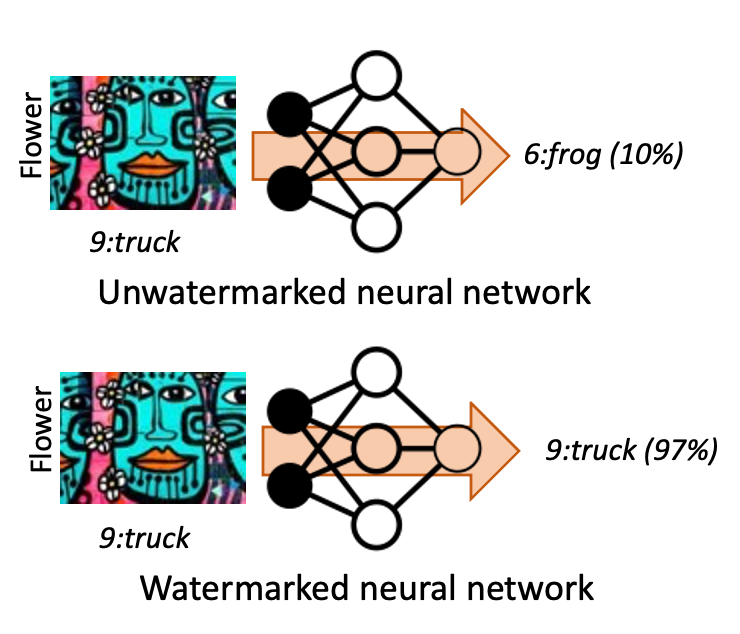 Flower
6:frog (10%)
9:truck
Unwatermarked neural network
Flower
9:truck (97%)
9:truck
Watermarked neural network